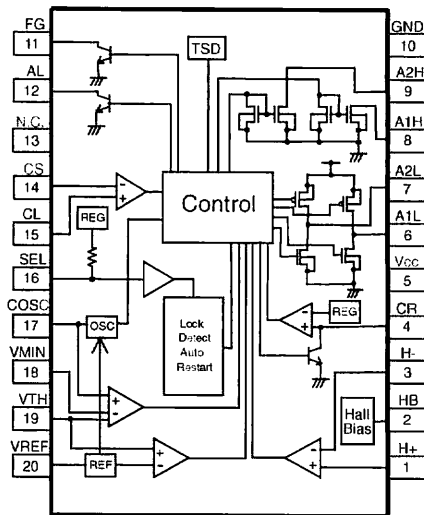 FG
11
AL
12
N.C.
13
CS
14
CL
15
SEL
16
COSC
17
VMIN
18
VTH
19
VREF
20
TSD
REG
Control
OSC
Lock
Detect
Auto
Restart
REF
REG
Hall
Bias
- + + + - + - - + - + - +
GND
10
A2H
9
A1H
8
A2L
7
A1L
6
Vcc
5
CR
4
H-
3
HB
2
H+
1